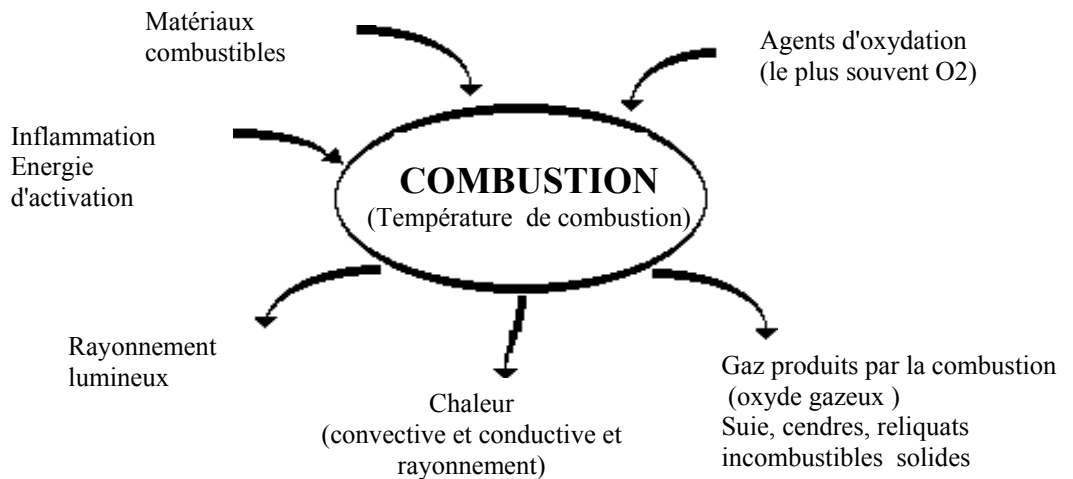 Matériaux
combustibles
Agents d'oxydation
(le plus souvent O2)
Inflammation
Energie
d'activation
COMBUSTION
(Température de combustion)
Rayonnement
lumineux
Chaleur
(convective et conductive et
rayonnement)
Gaz produits par la combustion
(oxyde gazeux )
Suie, cendres, reliquats
incombustibles solides